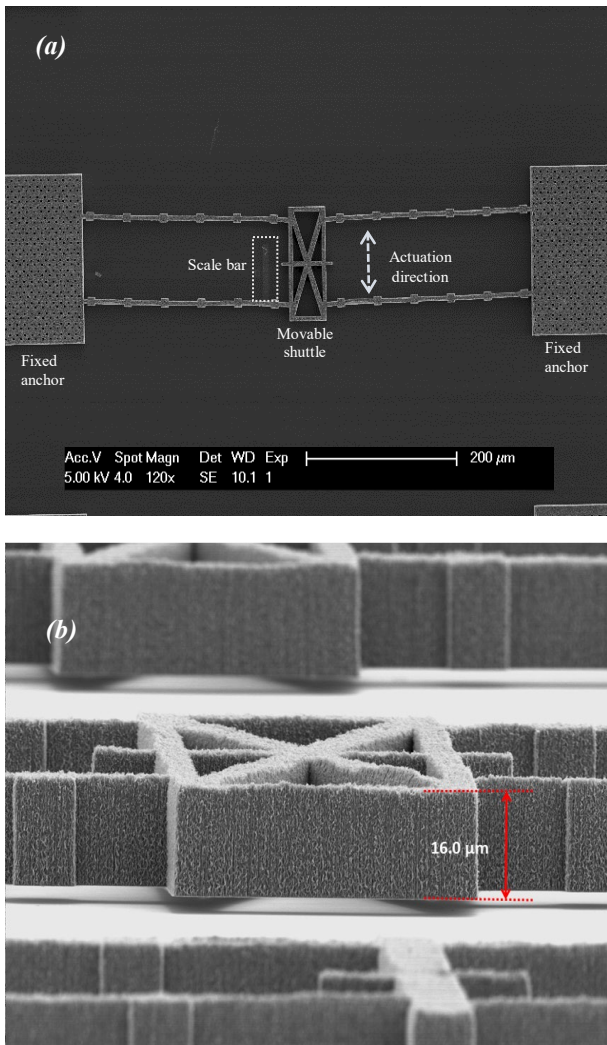 (a)
Scale bar
Actuation
direction
Movable
shuttle
Fixed
anchor
Fixed
anchor
Acc.V Spot Magn Det WD Exp 200 µm
5.00 kV 4.0 120x SE 10.1 1
(b)
16.0 µm